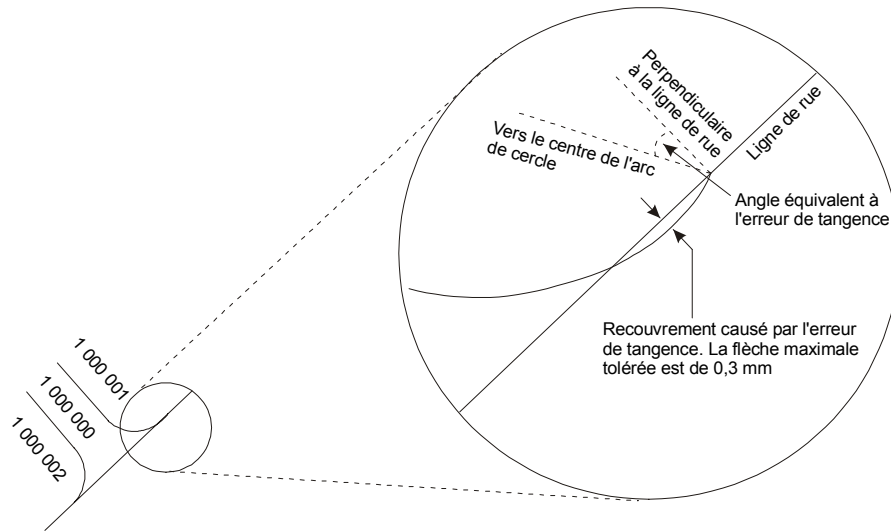 Perpendiculaire
à la ligne de rue
Ligne de rue
Vers le centre de l'arc
de cercle
Angle équivalent à
l'erreur de tangence
Recouvrement causé par l'erreur
de tangence. La flèche maximale
tolérée est de 0,3 mm
1 000 001
1 000 000
1 000 002